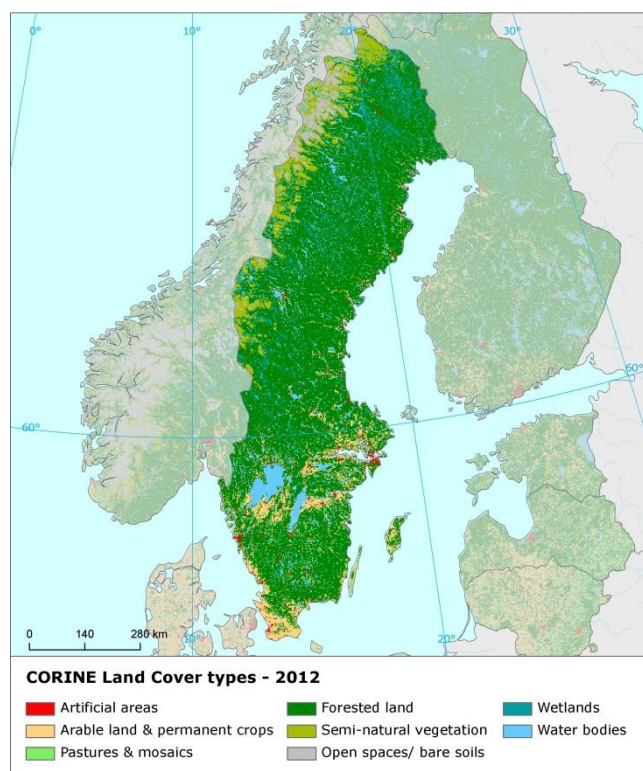 0°
10°
20°
30°
60°
60°
0 140 280 km
10°
20°
CORINE Land Cover types - 2012
Artificial areas
Forested land
Wetlands
Arable land & permanent crops
Semi-natural vegetation
Water bodies
Pastures & mosaics
Open spaces/ bare soils